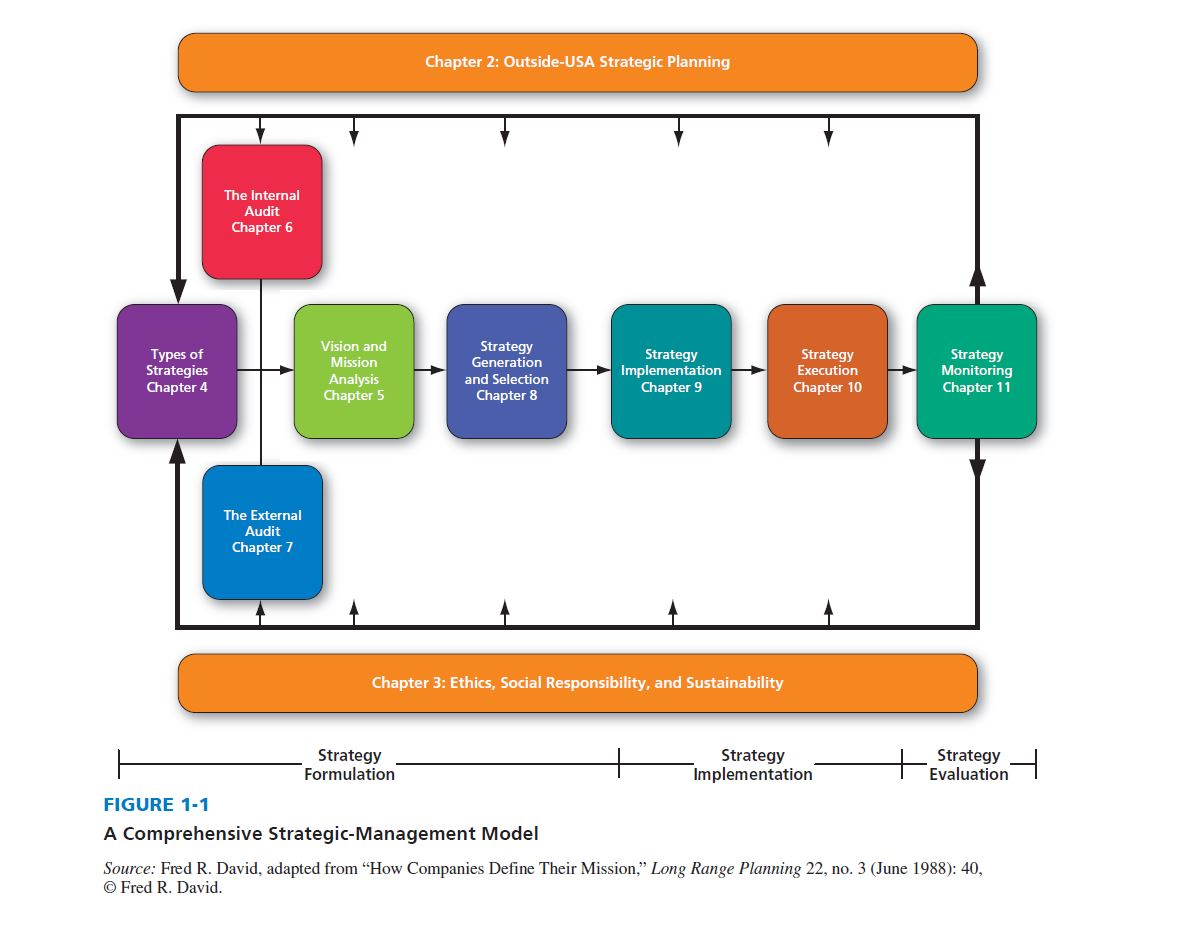 Chapter 2: Outside-USA Strategic Planning
The Internal
Audit
Chapter 6
Types of
Strategies
Chapter 4
Vision and
Mission
Analysis
Chapter 5
Strategy
Generation
and Selection
Chapter 8
Strategy
Implementation
Chapter 9
Strategy
Execution
Chapter 10
Strategy
Monitoring
Chapter 11
The External
Audit
Chapter 7
Chapter 3: Ethics, Social Responsibility, and Sustainability
Strategy
Formulation
Strategy
Implementation
Strategy
Evaluation
FIGURE 1-1
A Comprehensive Strategic-Management Model
Source: Fred R. David, adapted from “How Companies Define Their Mission,” Long Range Planning 22, no. 3 (June 1988): 40,
© Fred R. David.